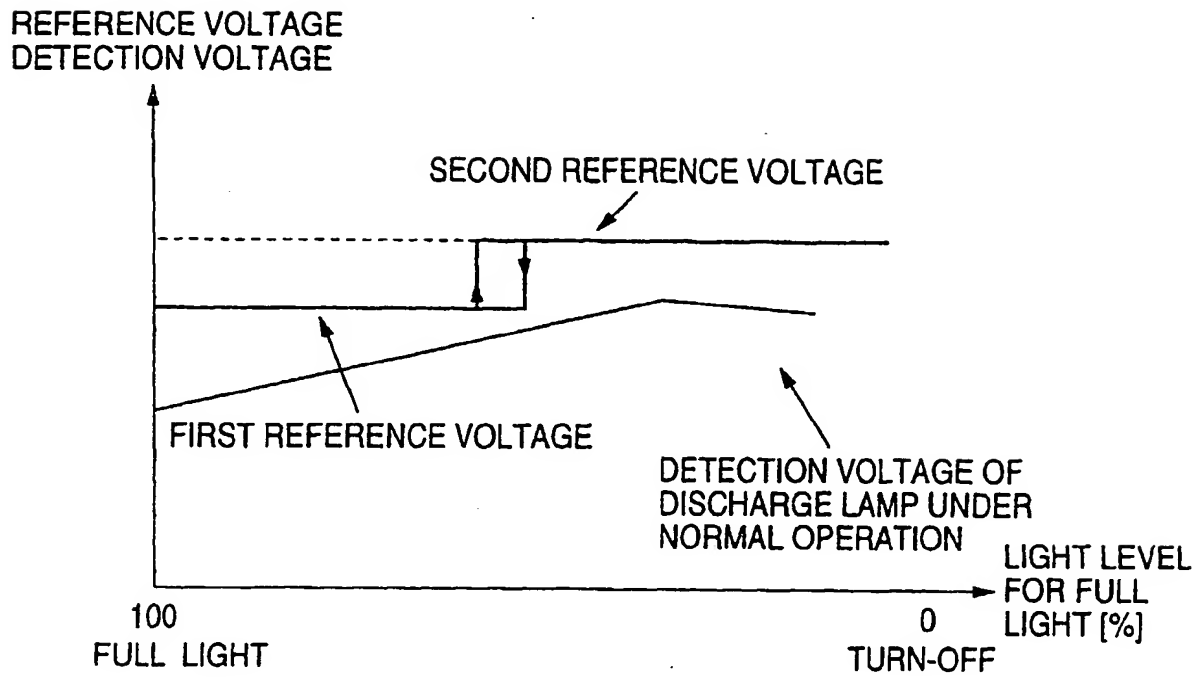 REFERENCE VOLTAGE
DETECTION VOLTAGE
SECOND REFERENCE VOLTAGE
FIRST REFERENCE VOLTAGE
DETECTION VOLTAGE OF
DISCHARGE LAMP UNDER
NORMAL OPERATION
LIGHT LEVEL
FOR FULL
LIGHT [%]
100
FULL LIGHT
0
TURN-OFF